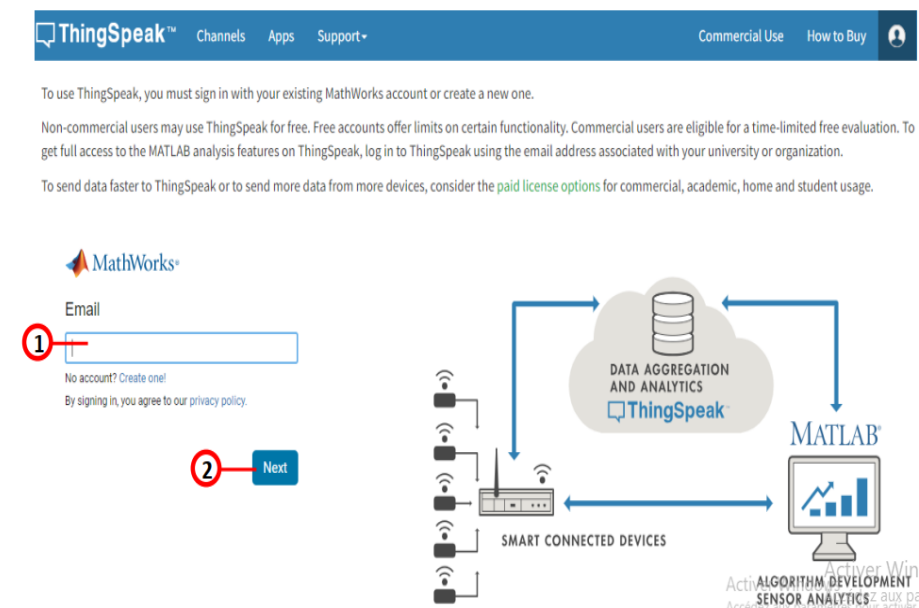 ThingSpeak™ Channels Apps Support Commercial Use How to Buy
To use ThingSpeak, you must sign in with your existing MathWorks account or create a new one.
Non-commercial users may use ThingSpeak for free. Free accounts offer limits on certain functionality. Commercial users are eligible for a time-limited free evaluation. To
get full access to the MATLAB analysis features on ThingSpeak, log in to ThingSpeak using the email address associated with your university or organization.
To send data faster to ThingSpeak or to send more data from more devices, consider the paid license options for commercial, academic, home and student usage.
MathWorks®
Email
1
No account? Create one!
By signing in, you agree to our privacy policy.
2 Next
DATA AGGREGATION
AND ANALYTICS
ThingSpeak™
MATLAB®
SMART CONNECTED DEVICES
Activer Win
ALGORITHM DEVELOPMENT
SENSOR ANALYTICS